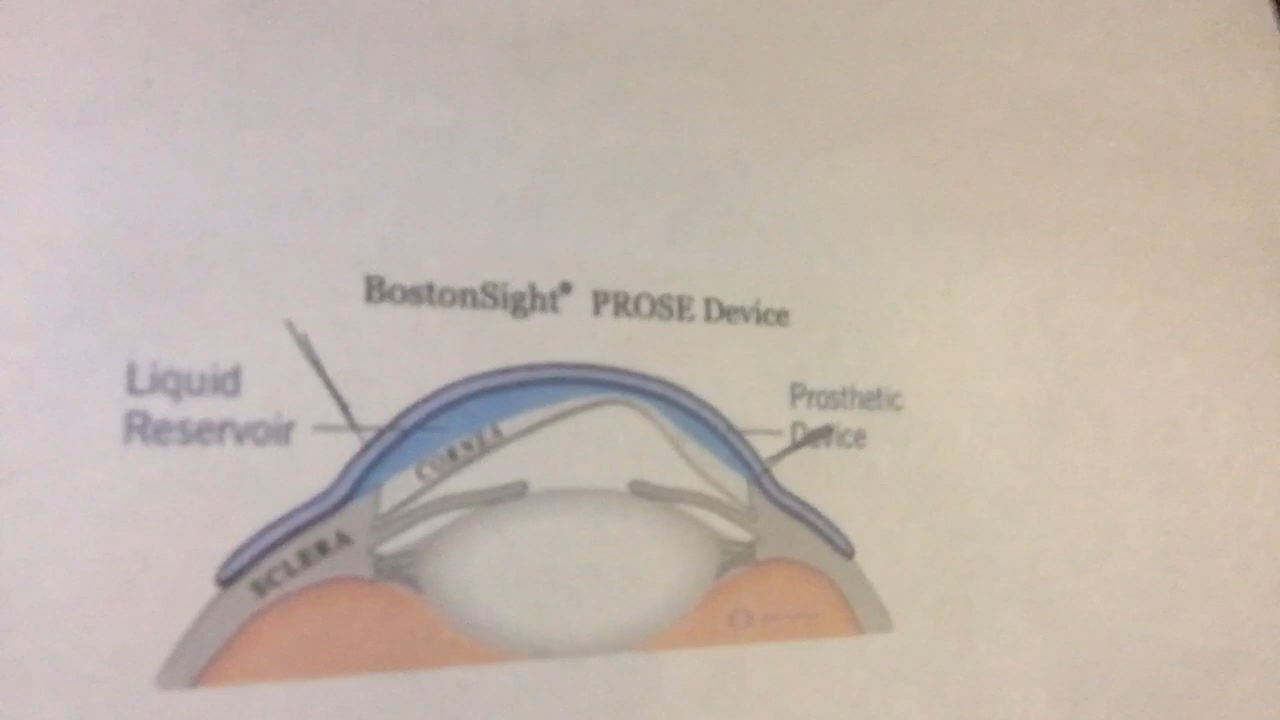 BostonSight® PROSE Device
Liquid
Reservoir
Prosthetic
Device
CORNEA
SCLERA